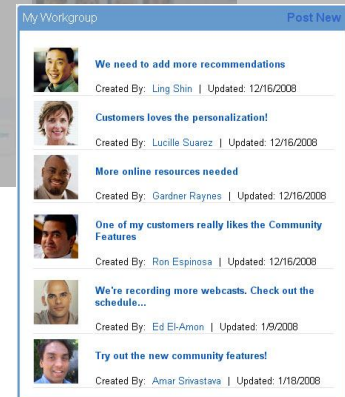 My Workgroup Post New
We need to add more recommendations
Created By: Ling Shin | Updated: 12/16/2008
Customers loves the personalization!
Created By: Lucille Suarez | Updated: 12/16/2008
More online resources needed
Created By: Gardner Raynes | Updated: 12/16/2008
One of my customers really likes the Community
Features
Created By: Ron Espinosa | Updated: 12/16/2008
We're recording more webcasts. Check out the
schedule...
Created By: Ed El-Amon | Updated: 1/9/2008
Try out the new community features!
Created By: Amar Srivastava | Updated: 1/18/2008